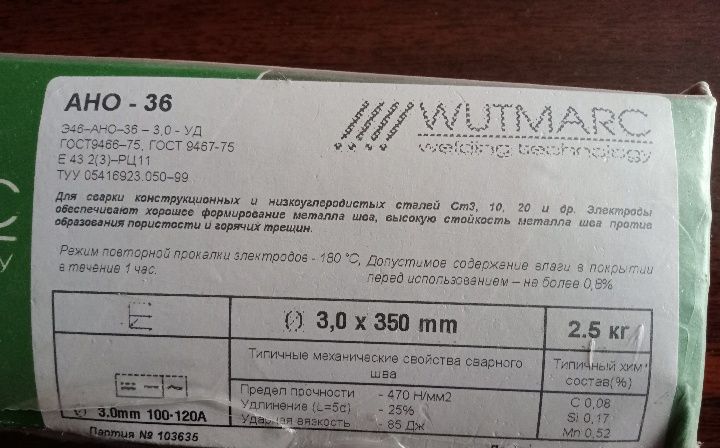 АНО - 36
WUTMARC
welding technology
Э46-АНО-36 - 3,0 - УД
ГОСТ9466-75, ГОСТ 9467-75
Е 43 2(3)-РЦ11
ТУУ 05416923.050-99
Для сварки конструкционных и низкоуглеродистых сталей Ст3, 10, 20 и др. Электроды
обеспечивают хорошее формирование металла шва, высокую стойкость металла шва против
образования пористости и горячих трещин.
Режим повторной прокалки электродов - 180 °С,
в течение 1 час.
Допустимое содержание влаги в покрытии
перед использованием – не более 0,8%
3,0 x 350 mm
2.5 кг
Типичные механические свойства сварного
шва
Типичный хим
состав(%)
Предел прочности - 470 Н/мм2
Удлинение (L=5d) - 25%
Ударная вязкость - 85 Дж
C 0,08
Si 0,17
Mn 0,52
3.0mm 100-120А
Партия № 103635